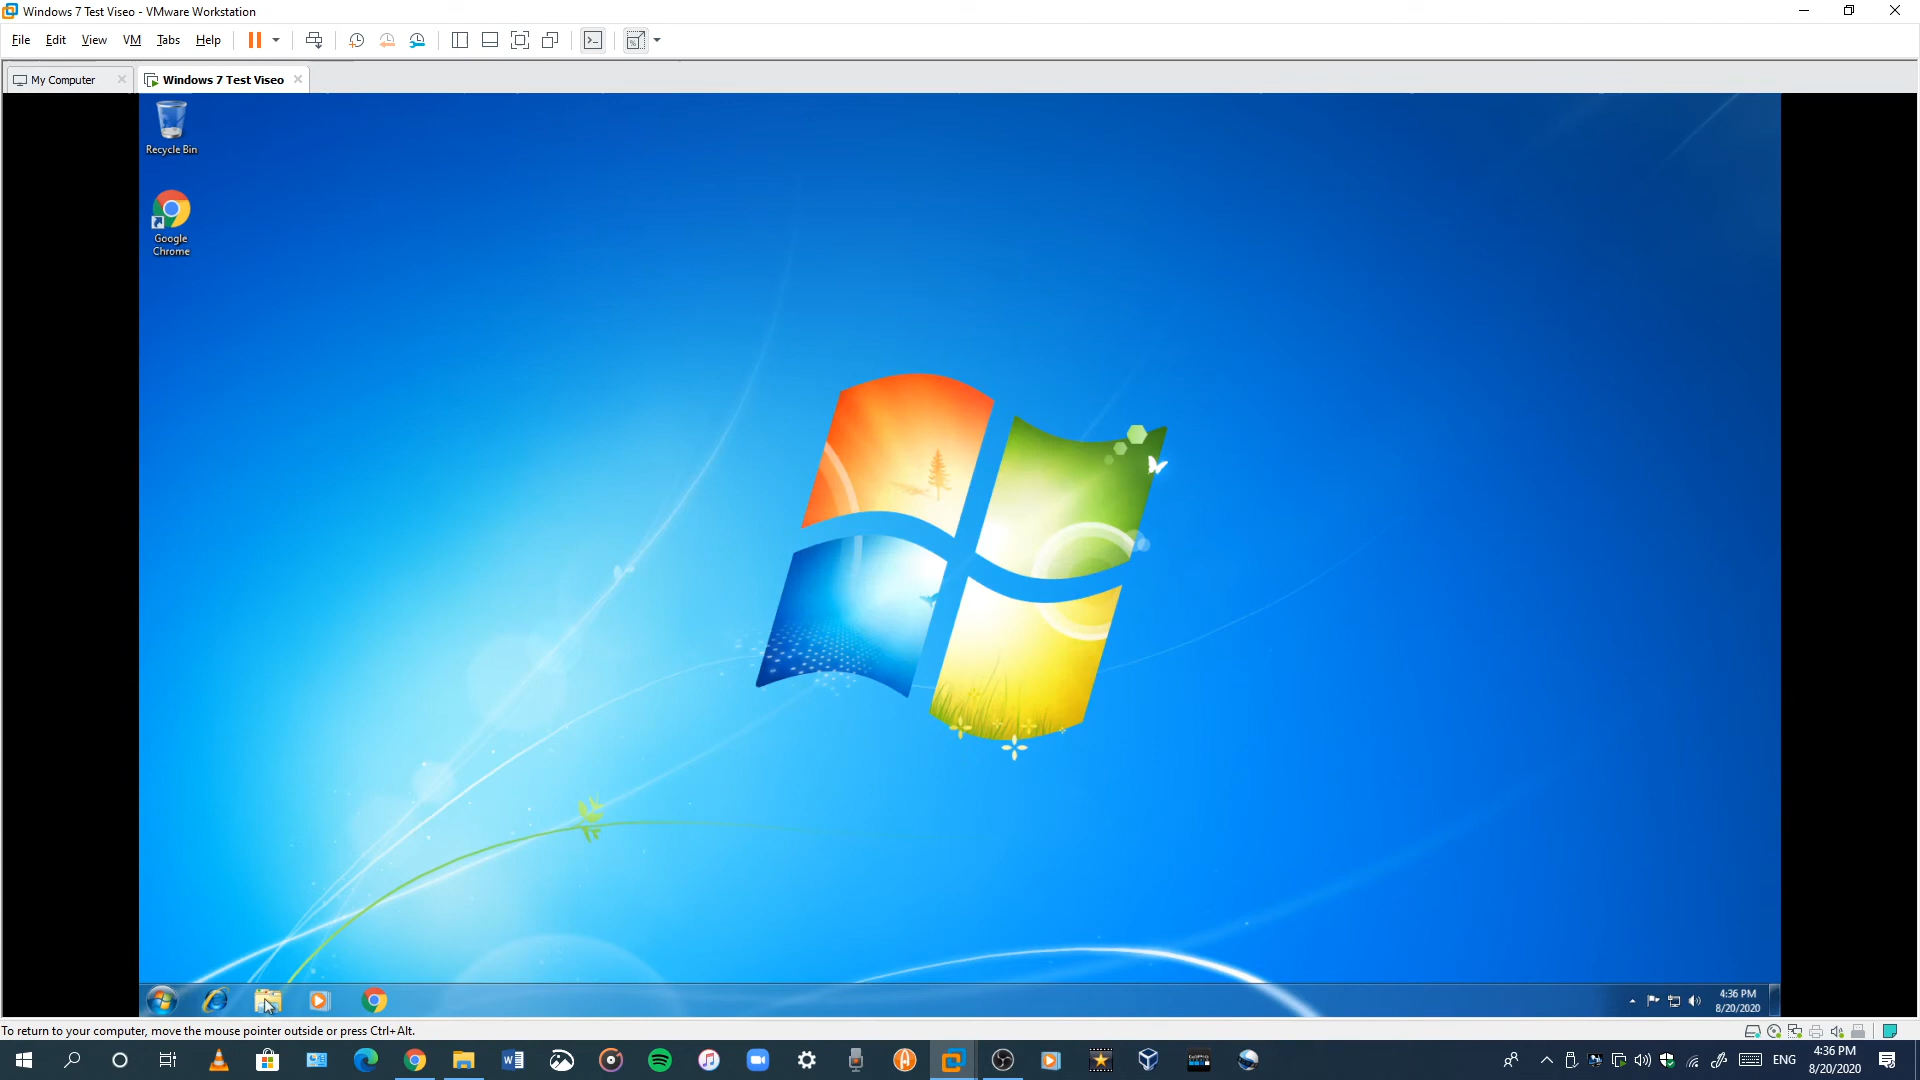 Windows 7 Test Viseo - VMware Workstation
File Edit View VM Tabs Help
My Computer
Windows 7 Test Viseo
Recycle Bin
Google
Chrome
4:36 PM
8/20/2020
To return to your computer, move the mouse pointer outside or press Ctrl+Alt.
ENG
4:36 PM
8/20/2020